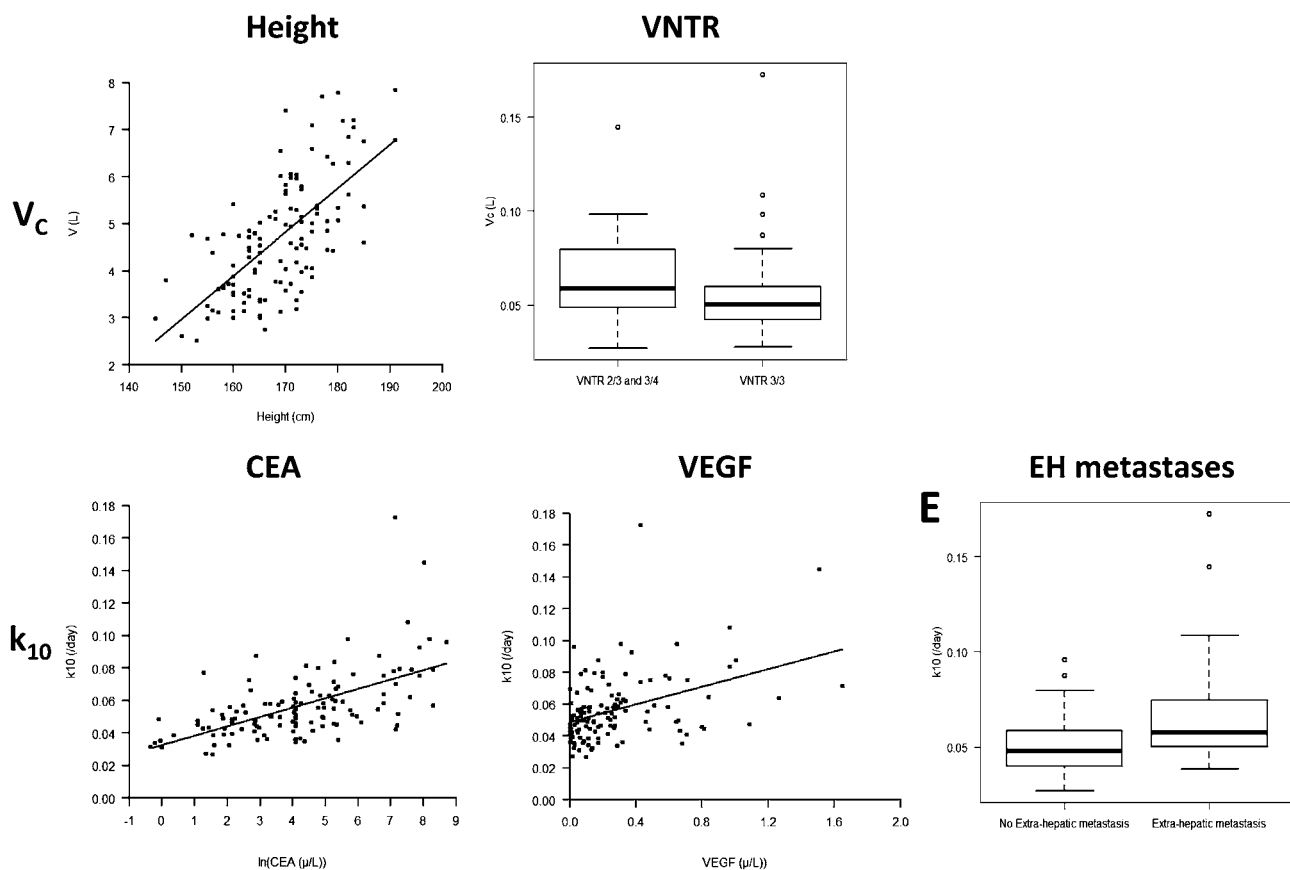 Height
VNTR
V_C
V (L)
8
7
6
5
4
3
2
140 150 160 170 180 190 200
Height (cm)
Vc (L)
0.15
0.10
0.05
VNTR 2/3 and 3/4 VNTR 3/3
CEA
VEGF
EH metastases
E
k_10
k10 (/day)
0.18
0.16
0.14
0.12
0.10
0.08
0.06
0.04
0.02
0.00
-1 0 1 2 3 4 5 6 7 8 9
ln(CEA (µ/L))
k10 (/day)
0.18
0.16
0.14
0.12
0.10
0.08
0.06
0.04
0.02
0.00
0.0 0.4 0.8 1.2 1.6 2.0
VEGF (µ/L)
k10 (/day)
0.15
0.10
0.05
No Extra-hepatic metastasis Extra-hepatic metastasis